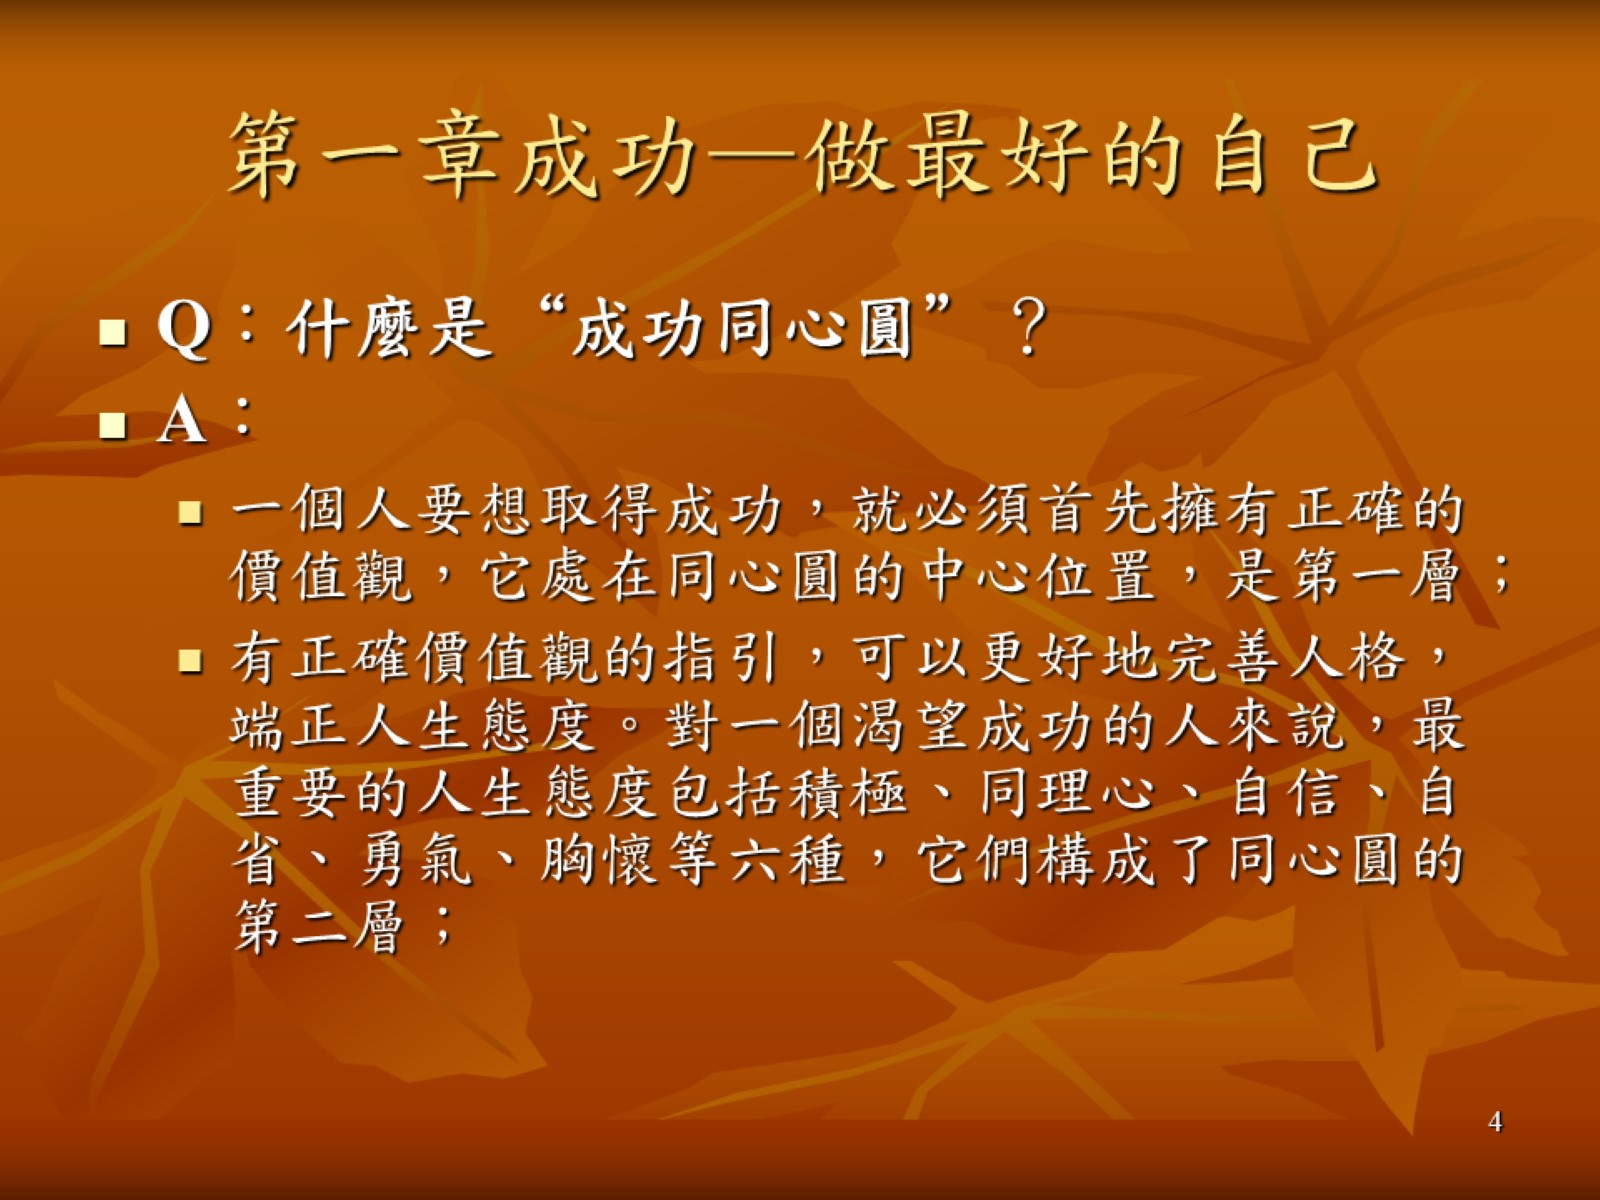 第一章成功—做最好的自己
Q：什麼是“成功同心圓”？
A：
一個人要想取得成功，就必須首先擁有正確的
價值觀，它處在同心圓的中心位置，是第一層；
有正確價值觀的指引，可以更好地完善人格，
端正人生態度。對一個渴望成功的人來說，最
重要的人生態度包括積極、同理心、自信、自
省、勇氣、胸懷等六種，它們構成了同心圓的
第二層；
4